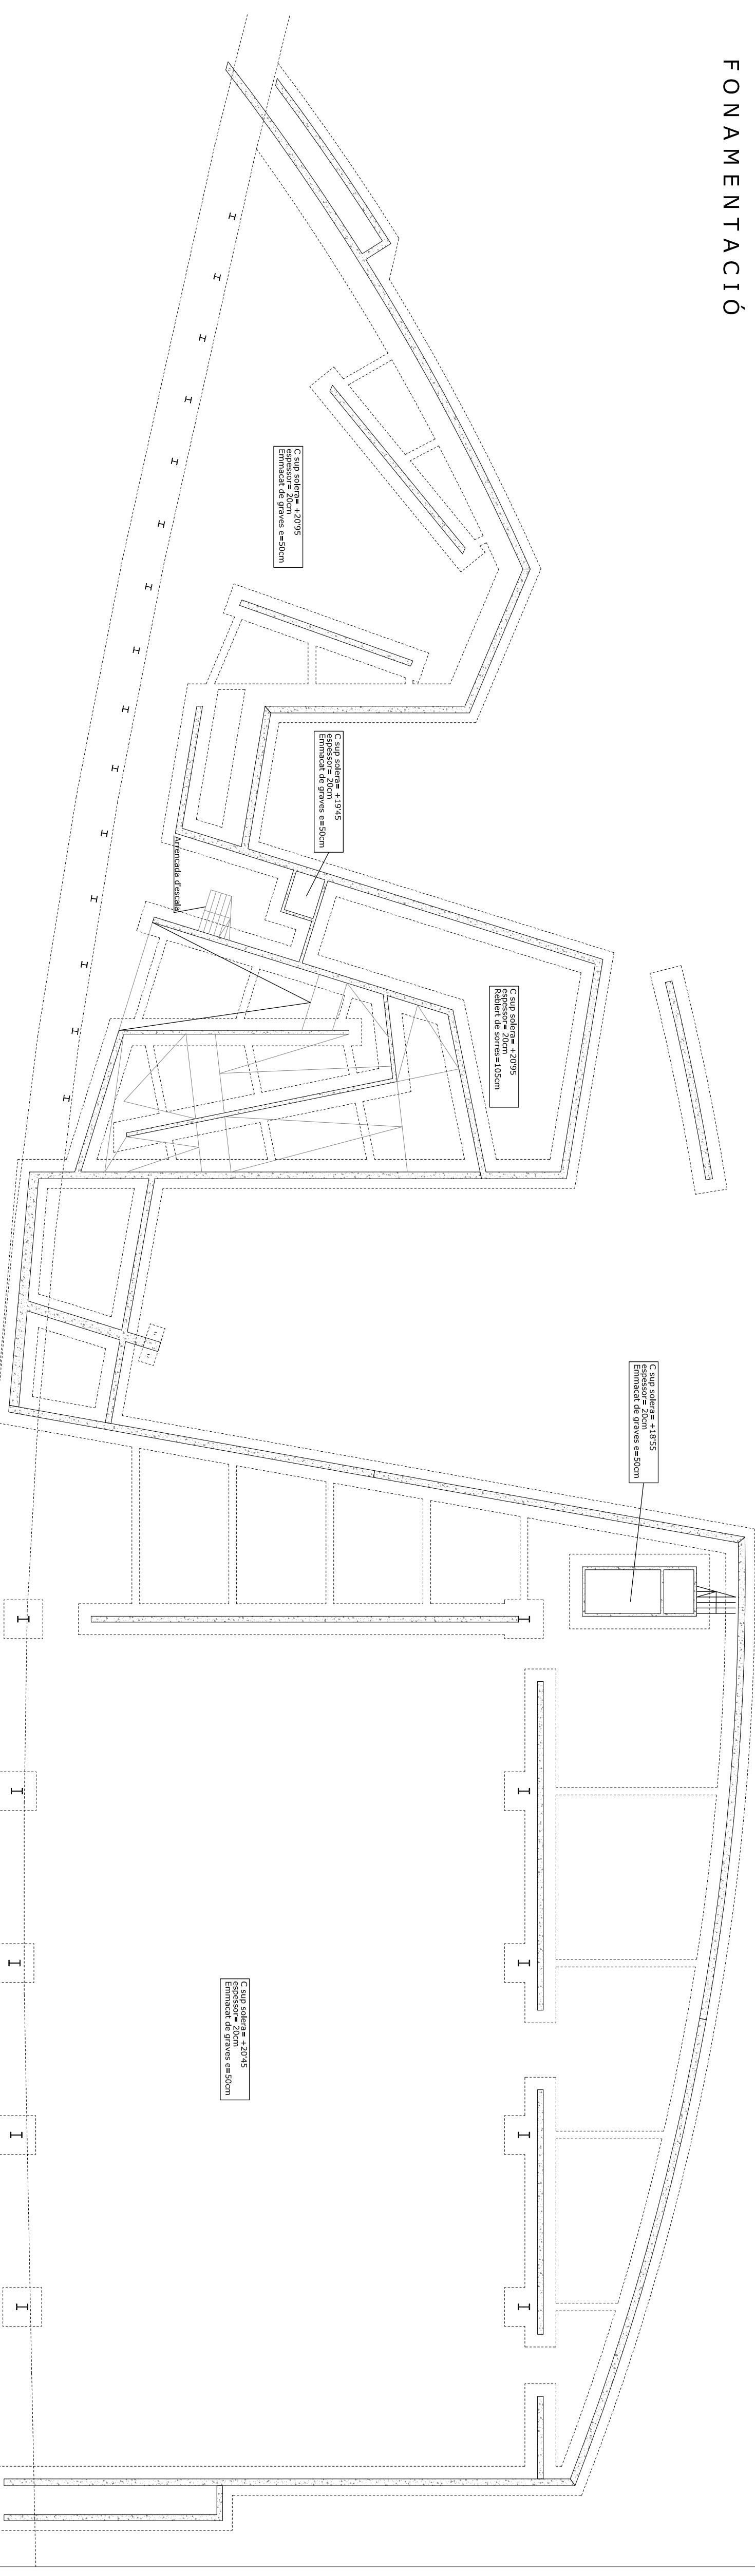 FONAMENTACIÓ
C sup solera= +20'95
espessor= 20cm
Emmacat de graves e=50cm
C sup solera= +19'45
espessor= 20cm
Emmacat de graves e=50cm
Arrencada d'escala
C sup solera= +20'95
espessor= 20cm
Reblert de sorres=105cm
C sup solera= +18'55
espessor= 20cm
Emmacat de graves e=50cm
C sup solera= +20'45
espessor= 20cm
Emmacat de graves e=50cm